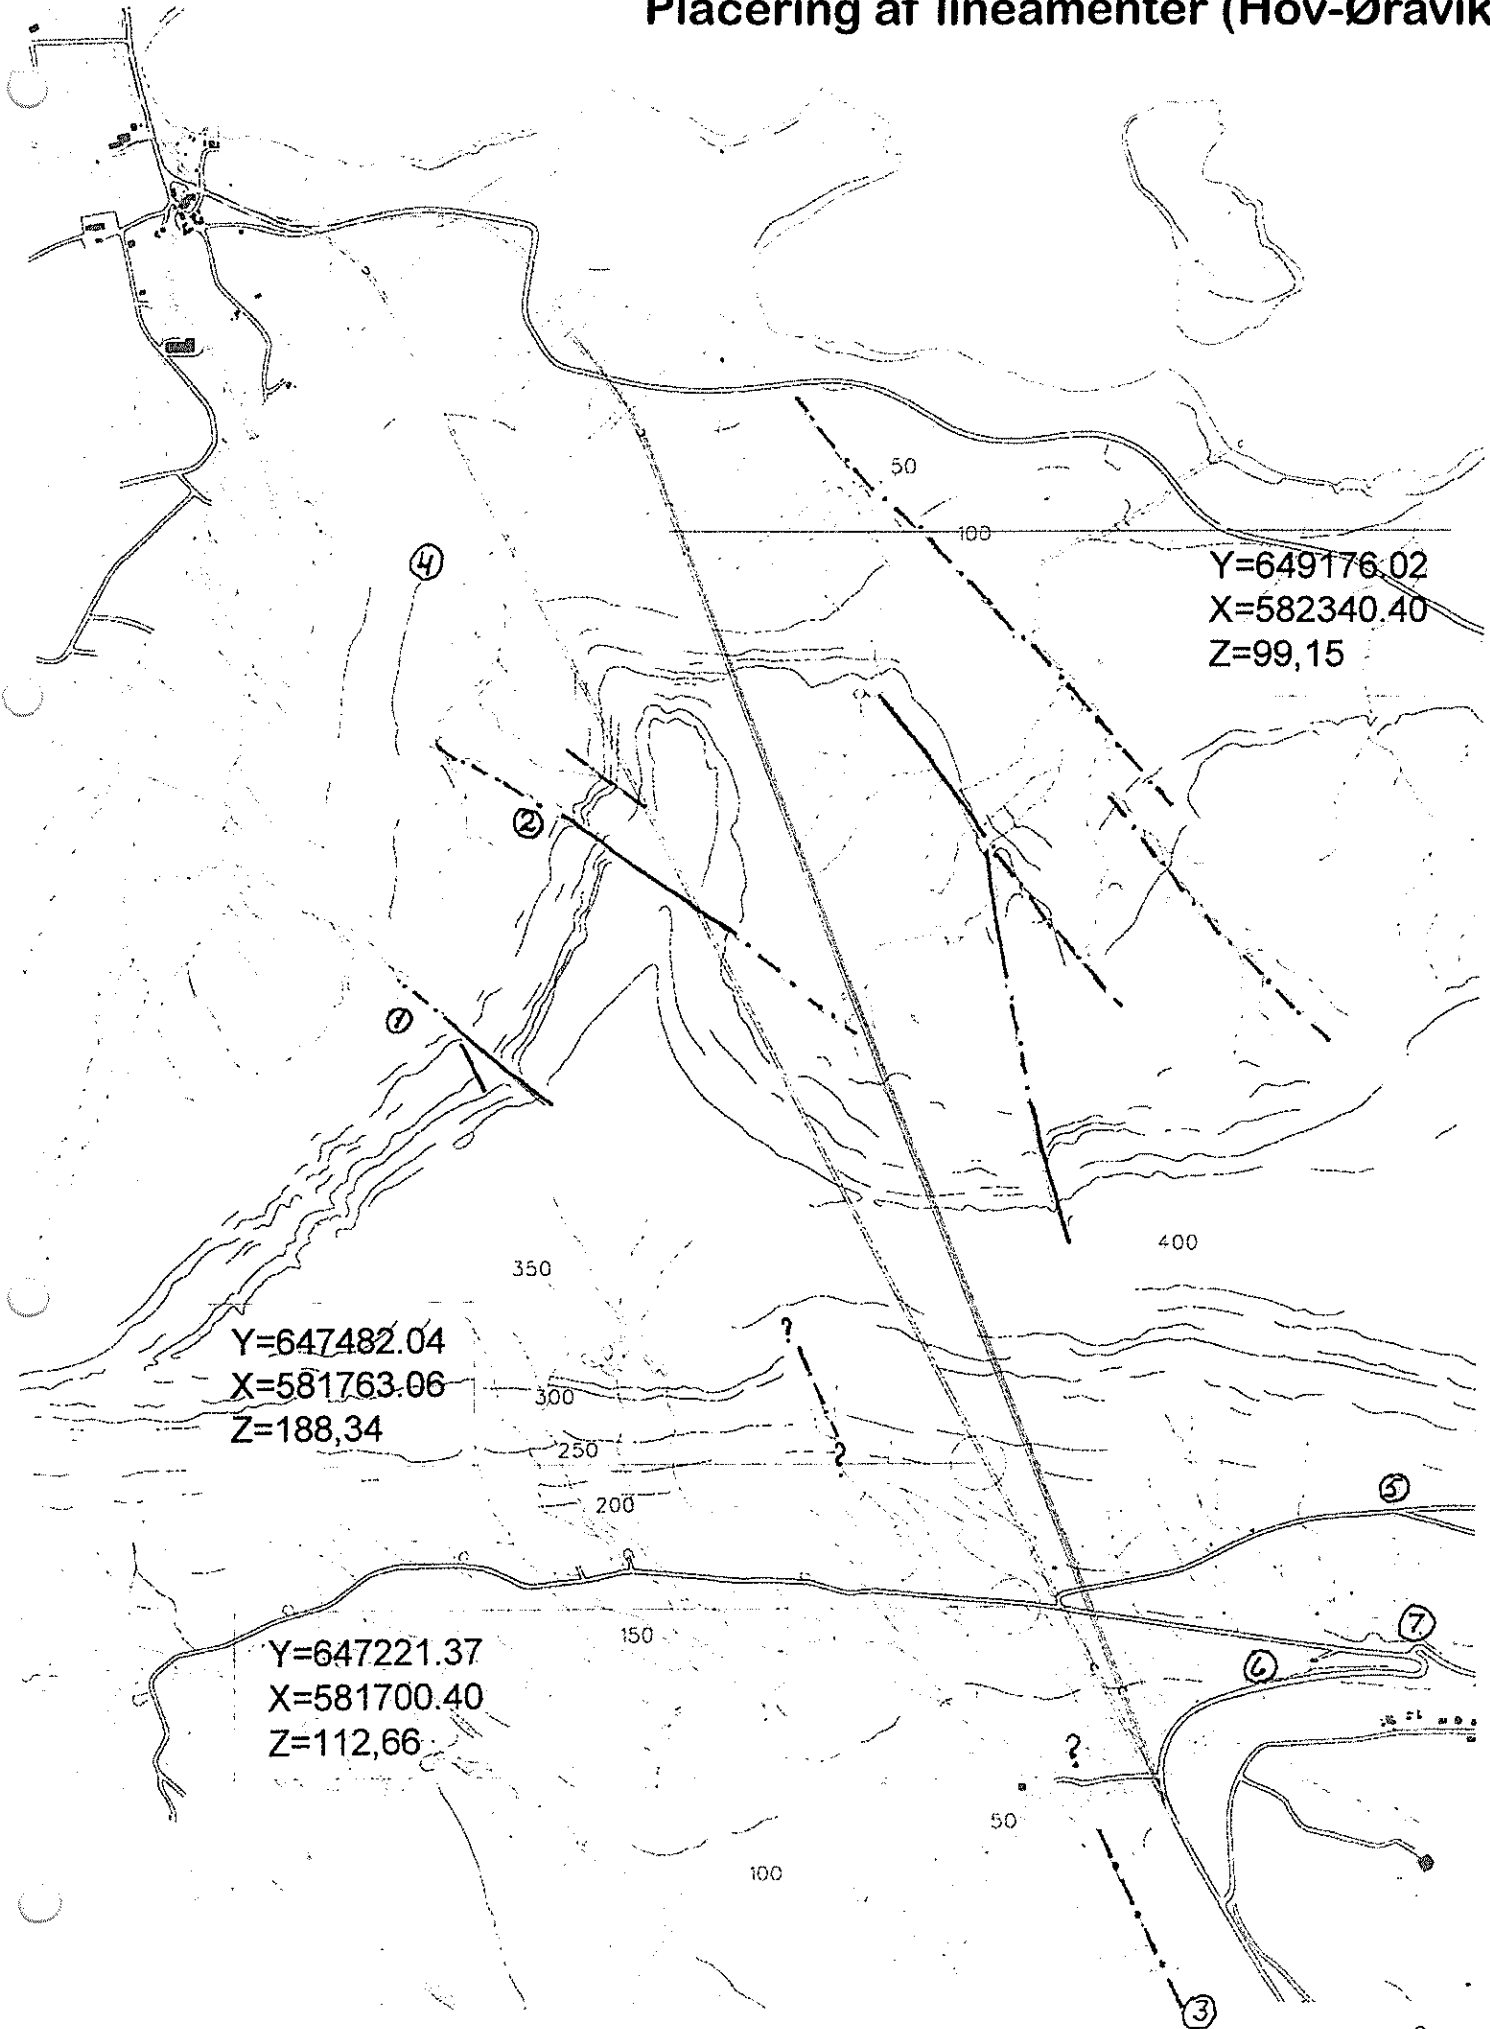 Placering af lineamenter (Hov-Øravik
50
100
4
Y=649176.02
X=582340.40
Z=99,15
2
1
400
350
?
Y=647482.04
X=581763.06
Z=188,34
300
250
?
200
5
150
7
6
Y=647221.37
X=581700.40
Z=112,66
?
50
100
3